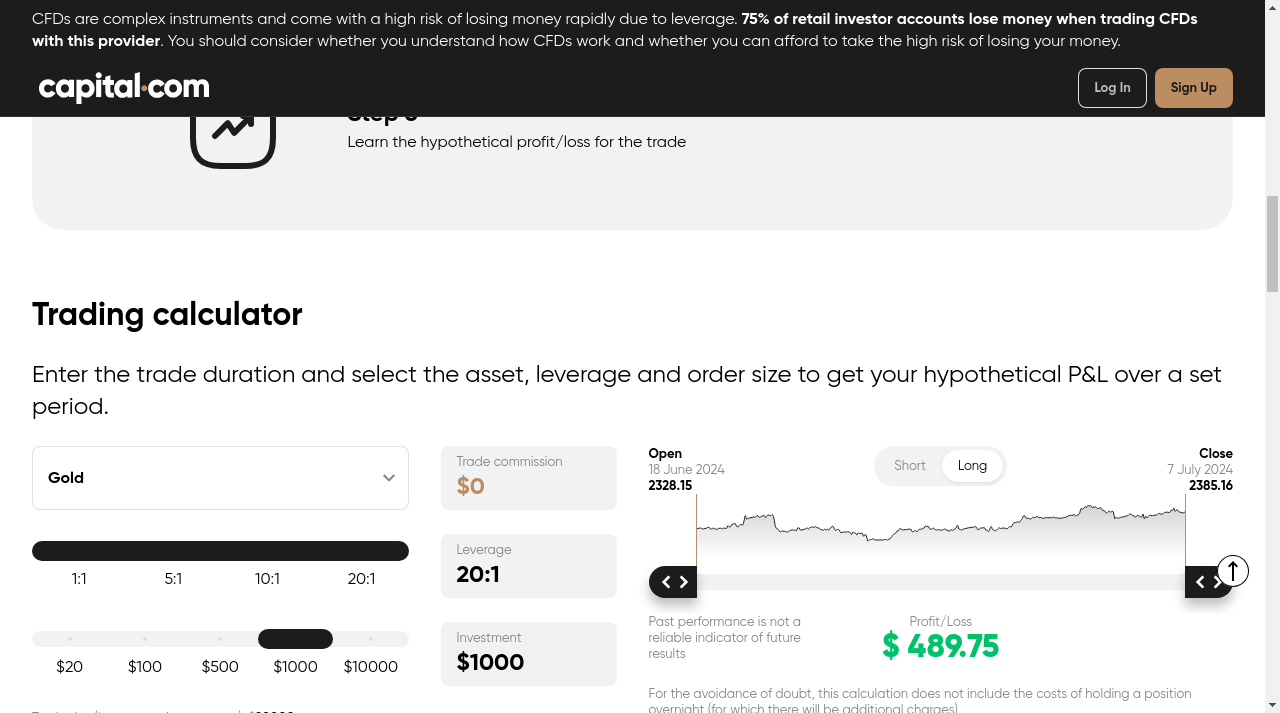 CFDs are complex instruments and come with a high risk of losing money rapidly due to leverage. 75% of retail investor accounts lose money when trading CFDs
with this provider. You should consider whether you understand how CFDs work and whether you can afford to take the high risk of losing your money.
capital.com
Log In
Sign Up
Learn the hypothetical profit/loss for the trade
Trading calculator
Enter the trade duration and select the asset, leverage and order size to get your hypothetical P&L over a set
period.
Gold
1:1 5:1 10:1 20:1
$20 $100 $500 $1000 $10000
Trade commission
$0
Leverage
20:1
Investment
$1000
Open
18 June 2024
2328.15
Short Long
Close
7 July 2024
2385.16
Past performance is not a
reliable indicator of future
results
Profit/Loss
$ 489.75
For the avoidance of doubt, this calculation does not include the costs of holding a position
overnight (for which there will be additional charges)